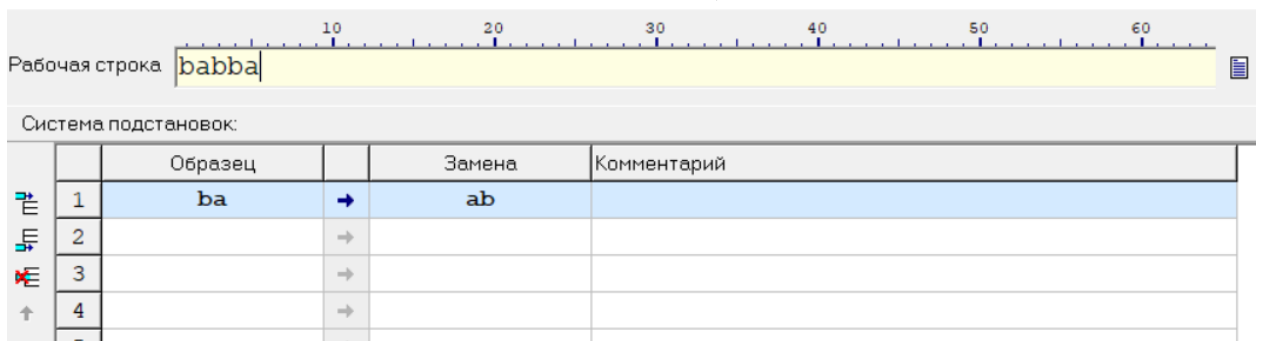 10 20 30 40 50 60
Рабочая строка babba
Система подстановок:
Образец Замена Комментарий
1 ba → ab
2 →
3 →
4 →